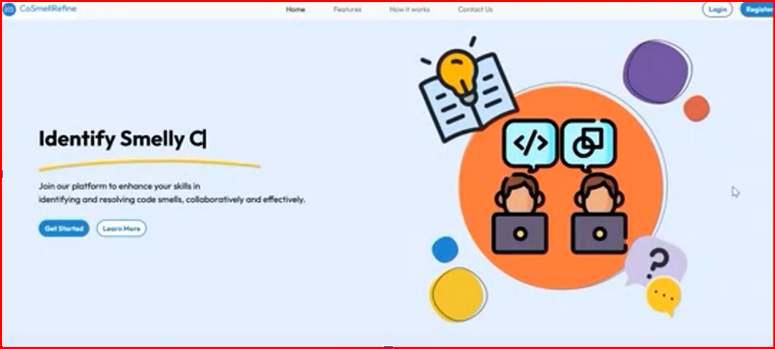 CoSmellRefine
Home
Features
How it works
Contact Us
Login
Register
Identify Smelly C
Join our platform to enhance your skills in
identifying and resolving code smells, collaboratively and effectively.
Get Started
Learn More
</>
?
...